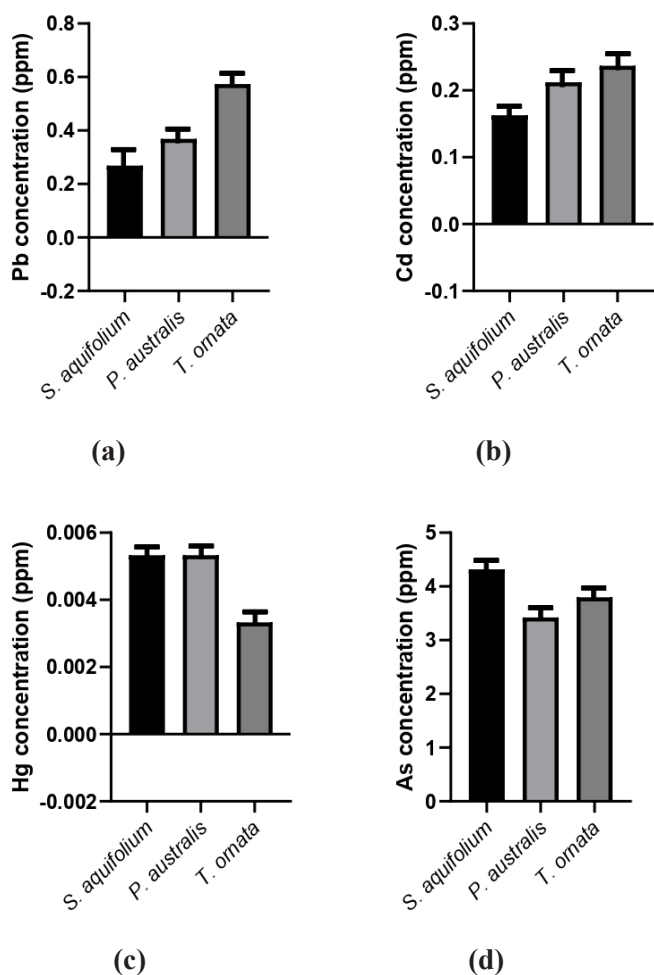 Pb concentration (ppm)
0.8
0.6
0.4
0.2
0.0
-0.2
S. aquifolium
P. australis
T. ornata
(a)
Cd concentration (ppm)
0.3
0.2
0.1
0.0
-0.1
S. aquifolium
P. australis
T. ornata
(b)
Hg concentration (ppm)
0.006
0.004
0.002
0.000
-0.002
S. aquifolium
P. australis
T. ornata
(c)
As concentration (ppm)
5
4
3
2
1
0
S. aquifolium
P. australis
T. ornata
(d)